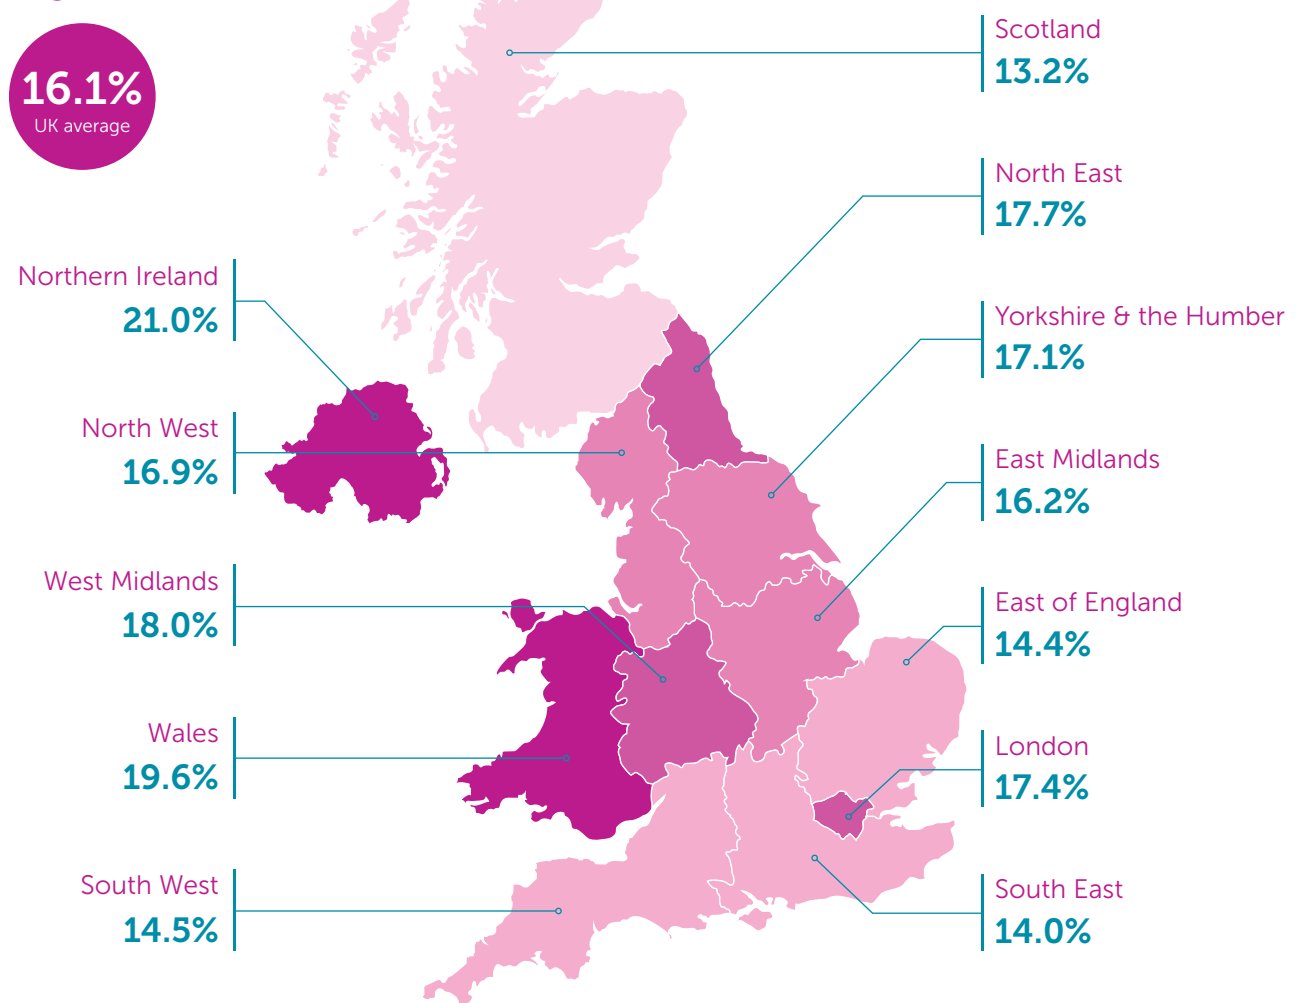 16.1%
UK average
Scotland
13.2%
North East
17.7%
Northern Ireland
21.0%
Yorkshire & the Humber
17.1%
North West
16.9%
East Midlands
16.2%
West Midlands
18.0%
East of England
14.4%
Wales
19.6%
London
17.4%
South West
14.5%
South East
14.0%